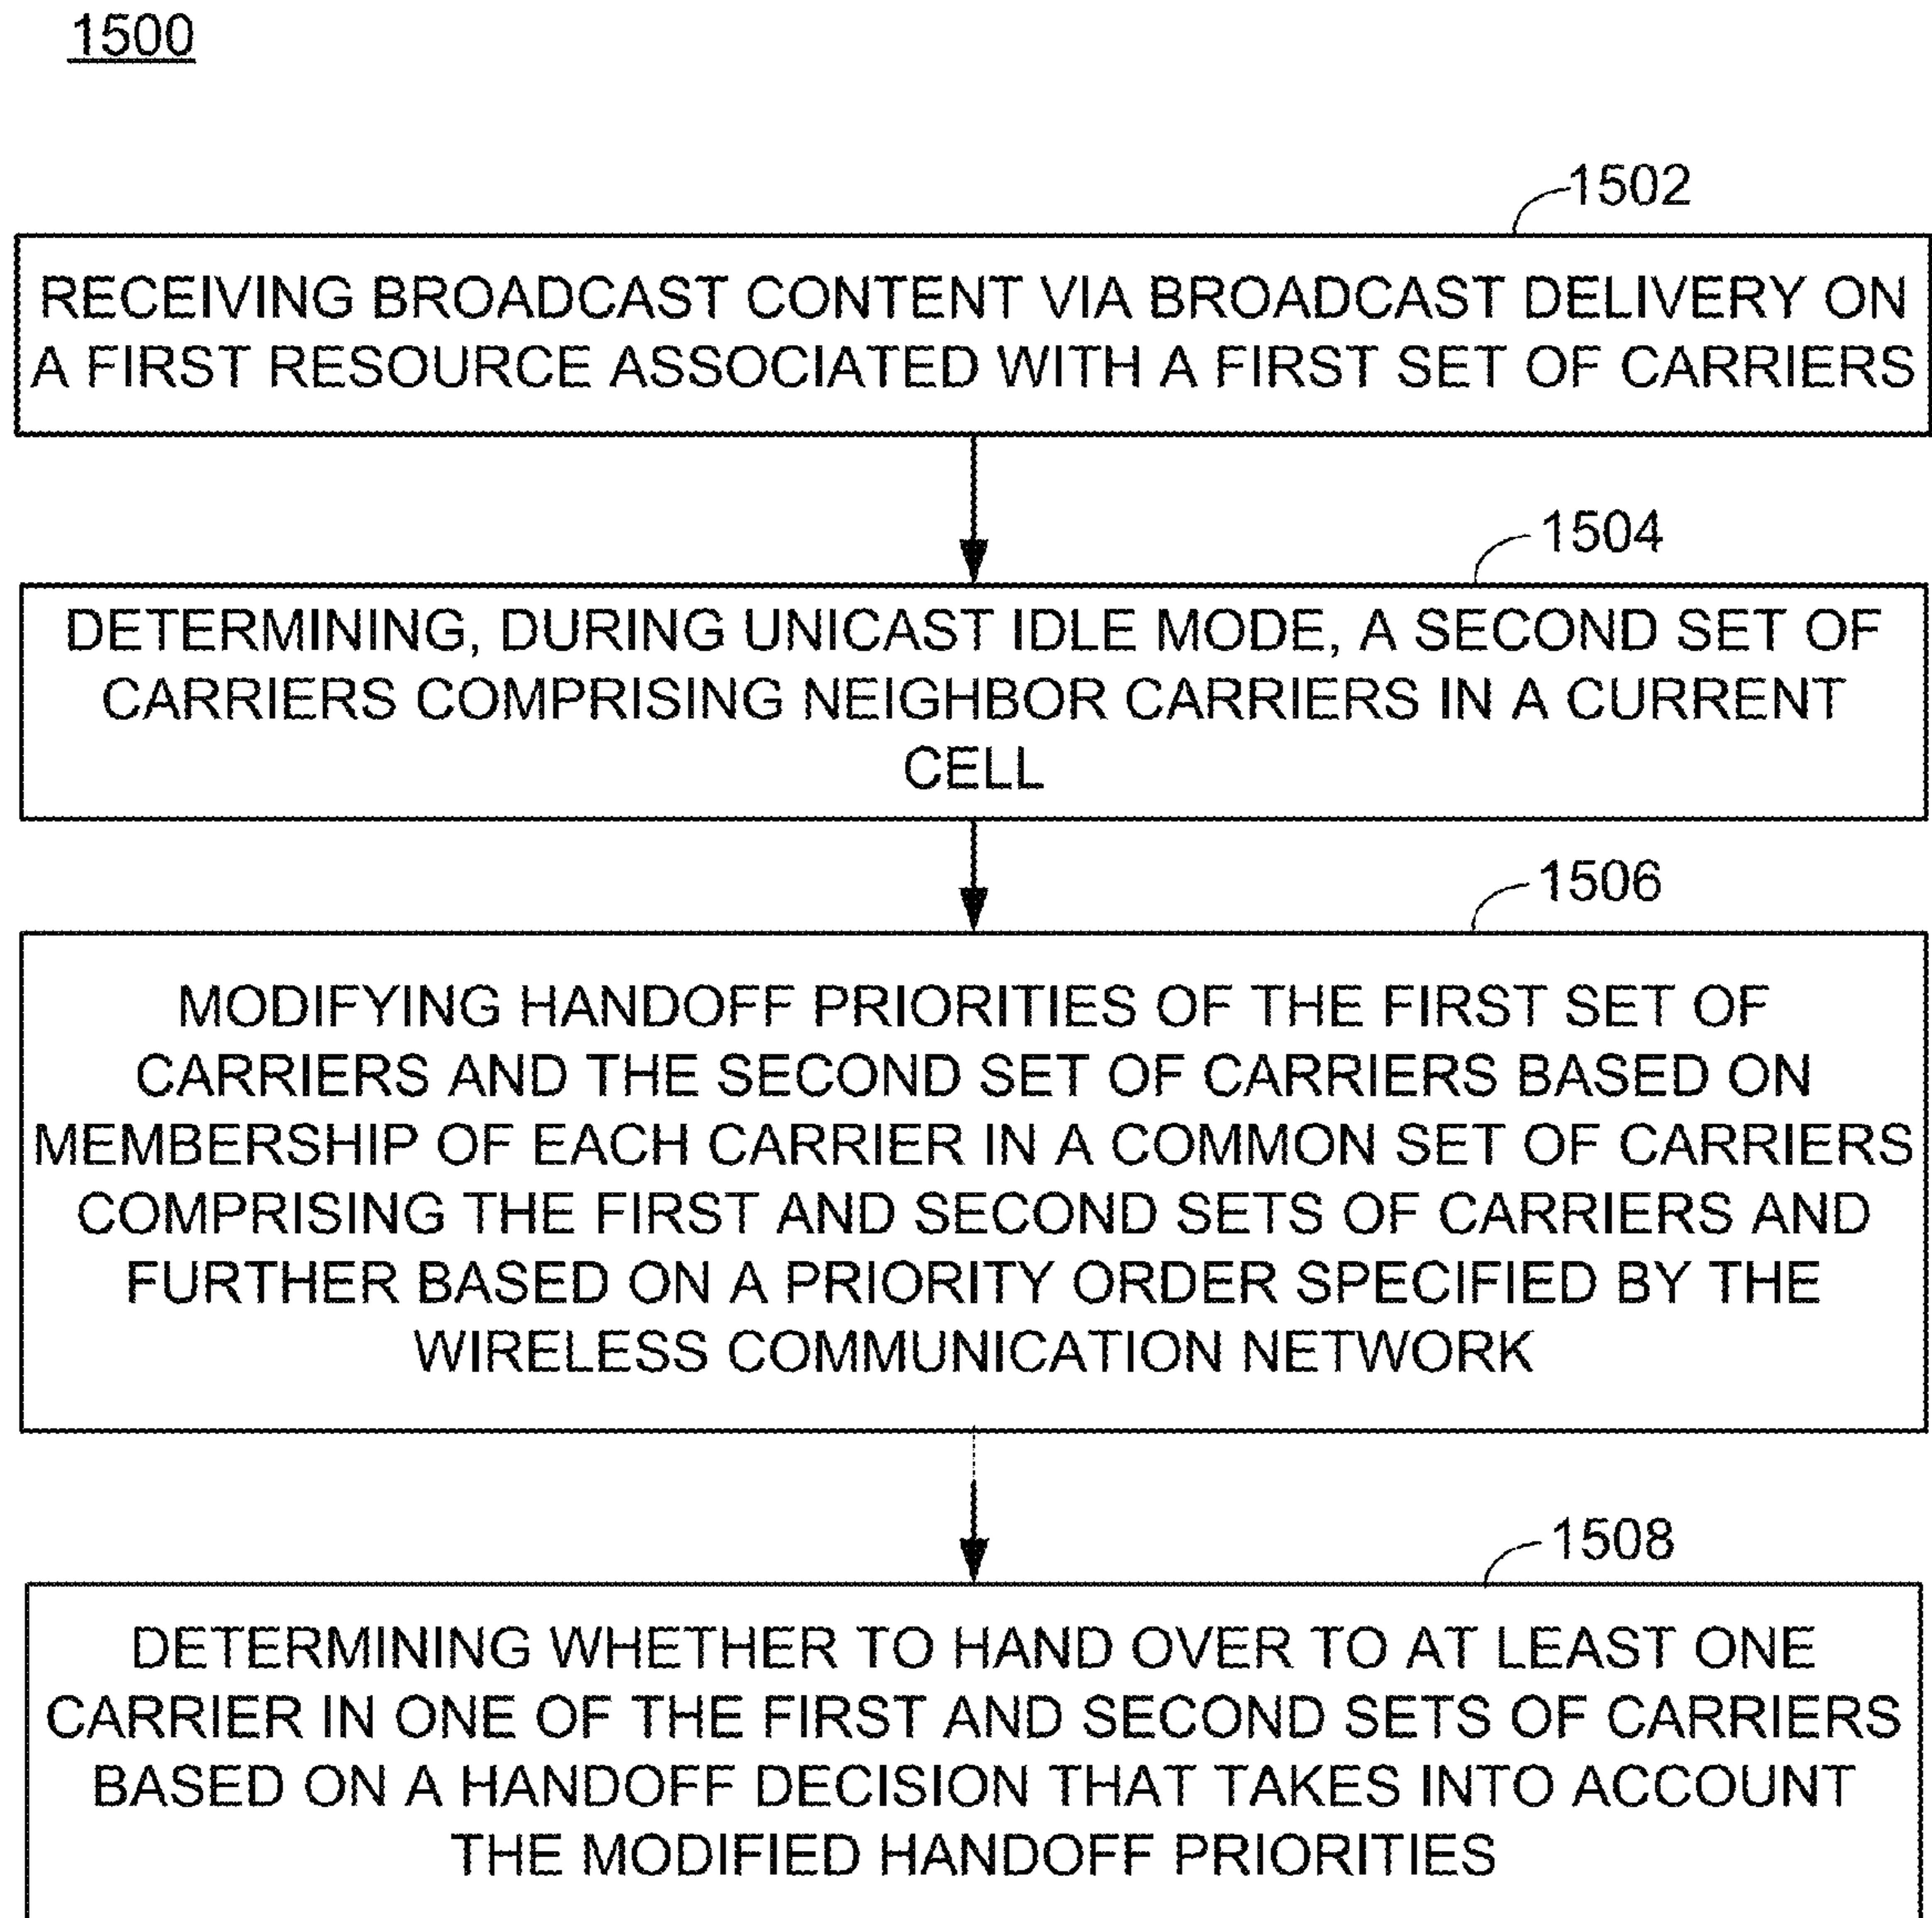 1500
1502
RECEIVING BROADCAST CONTENT VIA BROADCAST DELIVERY ON
A FIRST RESOURCE ASSOCIATED WITH A FIRST SET OF CARRIERS
1504
DETERMINING, DURING UNICAST IDLE MODE, A SECOND SET OF
CARRIERS COMPRISING NEIGHBOR CARRIERS IN A CURRENT
CELL
1506
MODIFYING HANDOFF PRIORITIES OF THE FIRST SET OF
CARRIERS AND THE SECOND SET OF CARRIERS BASED ON
MEMBERSHIP OF EACH CARRIER IN A COMMON SET OF CARRIERS
COMPRISING THE FIRST AND SECOND SETS OF CARRIERS AND
FURTHER BASED ON A PRIORITY ORDER SPECIFIED BY THE
WIRELESS COMMUNICATION NETWORK
1508
DETERMINING WHETHER TO HAND OVER TO AT LEAST ONE
CARRIER IN ONE OF THE FIRST AND SECOND SETS OF CARRIERS
BASED ON A HANDOFF DECISION THAT TAKES INTO ACCOUNT
THE MODIFIED HANDOFF PRIORITIES